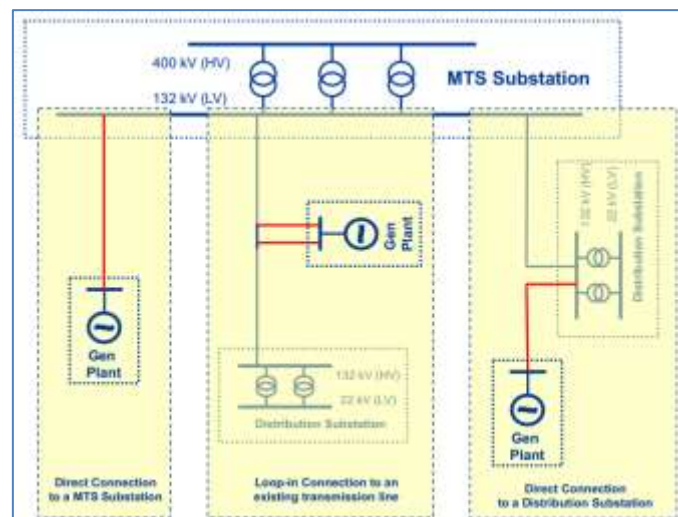 400 kV (HV)
MTS Substation
132 kV (LV)
Gen
Plant
132 kV (HV)
22 kV (LV)
Distribution Substation
Direct Connection
to a MTS Substation
Gen
Plant
132 kV (HV)
22 kV (LV)
Distribution Substation
Loop-in Connection to an
existing transmission line
Gen
Plant
Direct Connection
to a Distribution Substation